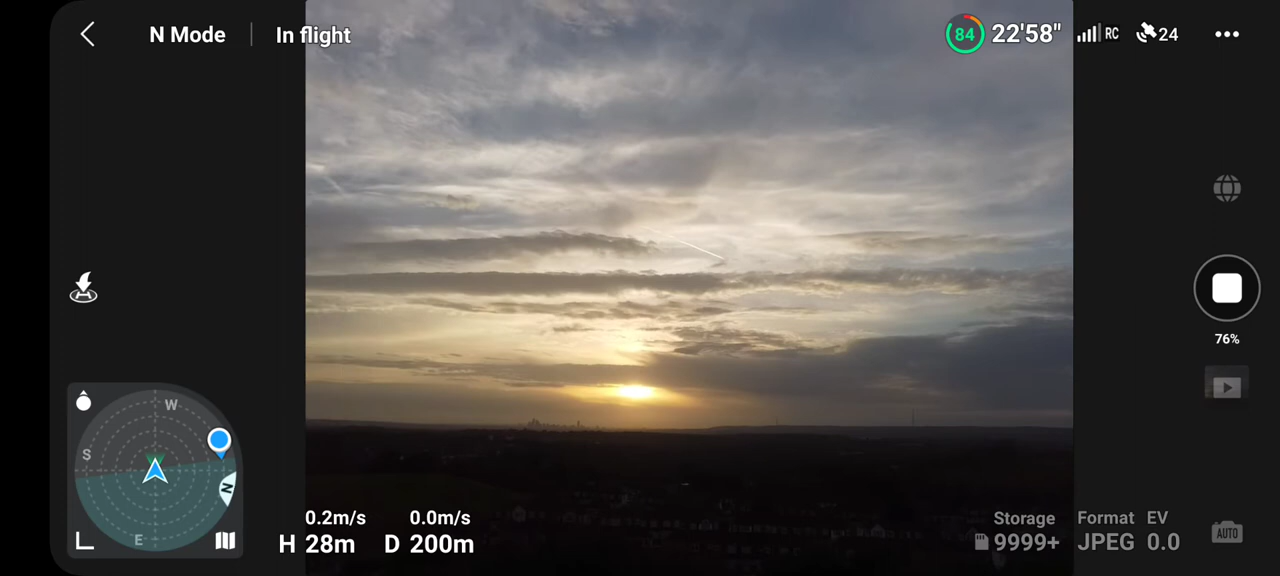 N Mode | In flight
84 22'58" RC 24
76%
W
S
N
E
0.2m/s 0.0m/s
H 28m D 200m
Storage Format EV
9999+ JPEG 0.0
AUTO